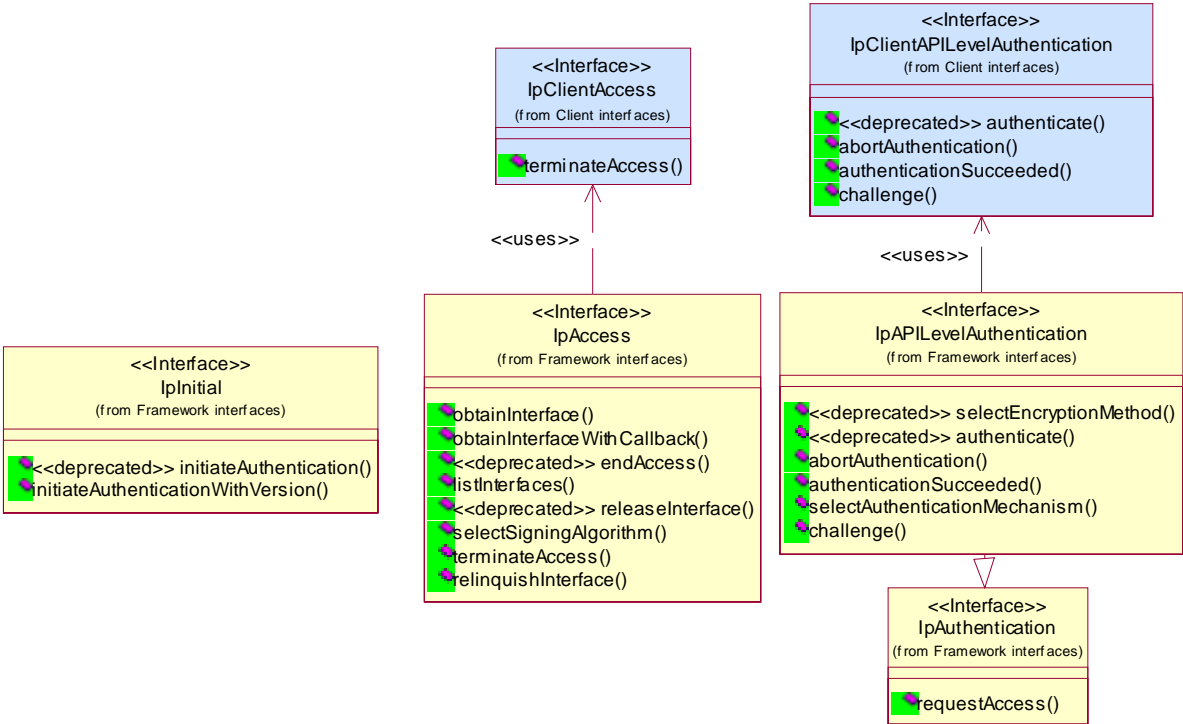 <<Interface>>
IpClientAPILevelAuthentication
(from Client interfaces)
<<deprecated>> authenticate()
abortAuthentication()
authenticationSucceeded()
challenge()
<<Interface>>
IpClientAccess
(from Client interfaces)
terminateAccess()
<<uses>>
<<uses>>
<<Interface>>
IpInitial
(from Framework interfaces)
<<deprecated>> initiateAuthentication()
initiateAuthenticationWithVersion()
<<Interface>>
IpAccess
(from Framework interfaces)
obtainInterface()
obtainInterfaceWithCallback()
<<deprecated>> endAccess()
listInterfaces()
<<deprecated>> releaseInterface()
selectSigningAlgorithm()
terminateAccess()
relinquishInterface()
<<Interface>>
IpAPILevelAuthentication
(from Framework interfaces)
<<deprecated>> selectEncryptionMethod()
<<deprecated>> authenticate()
abortAuthentication()
authenticationSucceeded()
selectAuthenticationMechanism()
challenge()
<<Interface>>
IpAuthentication
(from Framework interfaces)
requestAccess()